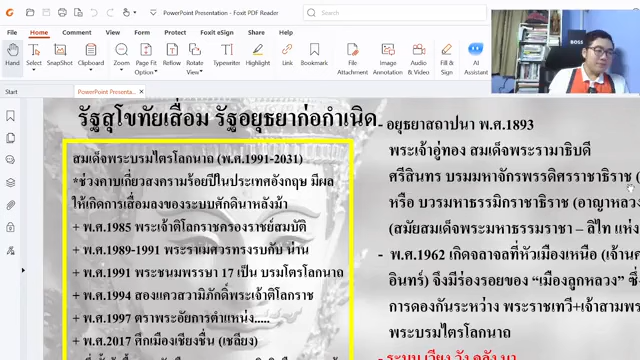 PowerPoint Presentation - Foxit PDF Reader
Search
File Home Comment View Form Protect Foxit eSign Share Help
Hand Select SnapShot Clipboard Zoom Page Fit Option Reflow Rotate View Typewriter Highlight Link Bookmark File Attachment Image Annotation Audio & Video Fill & Sign AI Assistant
Start PowerPoint Presenta...
รัฐสุโขทัยเสื่อม รัฐอยุธยาก่อกำเนิด
สมเด็จพระบรมไตรโลกนาถ (พ.ศ.1991-2031)
*ช่วงคาบเกี่ยวสงครามร้อยปีในประเทศอังกฤษ มีผล
ให้เกิดการเสื่อมลงของระบบศักดินาหลังม้า
+ พ.ศ.1985 พระเจ้าติโลกราชครองราชย์สมบัติ
+ พ.ศ.1989-1991 พระราเมศวรทรงรบกับ น่าน
+ พ.ศ.1991 พระชนมพรรษา 17 เป็น บรมไตรโลกนาถ
+ พ.ศ.1994 สองแควสวามิภักดิ์พระเจ้าติโลกราช
+ พ.ศ.1997 ตราพระอัยการตำแหน่ง.....
+ พ.ศ.2017 ศึกเมืองเชียงชื่น (เชลียง)
- อยุธยาสถาปนา พ.ศ.1893
พระเจ้าอู่ทอง สมเด็จพระรามาธิบดี
ศรีสินทร บรมมหาจักรพรรดิศรราชาธิราช (
หรือ บวรมหาธรรมิกราชาธิราช (อาญาหลวง
(สมัยสมเด็จพระมหาธรรมราชา – ลิไท แห่ง
- พ.ศ.1962 เกิดจลาจลที่หัวเมืองเหนือ (เจ้านค
อินทร์) จึงมีร่องรอยของ “เมืองลูกหลวง” ซึ่
การดองกันระหว่าง พระราชเทวี+เจ้าสามพร
พระบรมไตรโลกนาถ
- ระบบ เวียง วัง คลัง นา